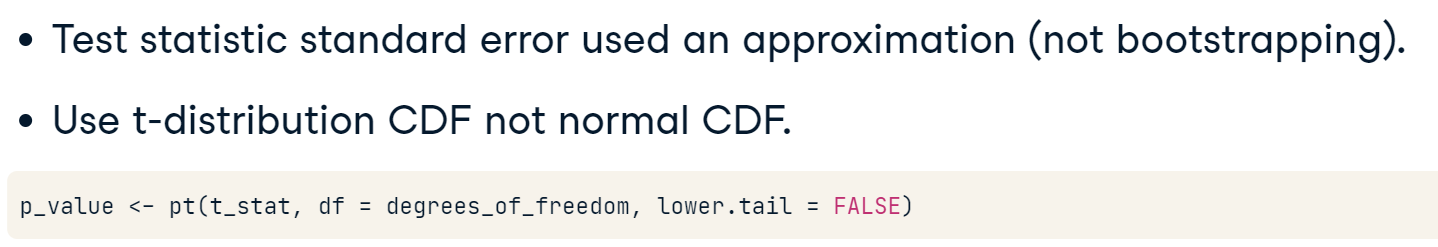 • Test statistic standard error used an approximation (not bootstrapping).
• Use t-distribution CDF not normal CDF.
p_value <- pt(t_stat, df = degrees_of_freedom, lower.tail = FALSE)